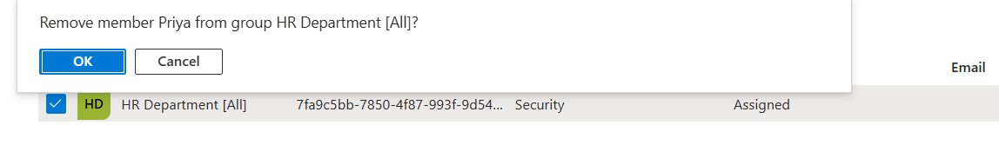 Remove member Priya from group HR Department [All]?
OK Cancel
Email
HD HR Department [All] 7fa9c5bb-7850-4f87-993f-9d54... Security Assigned